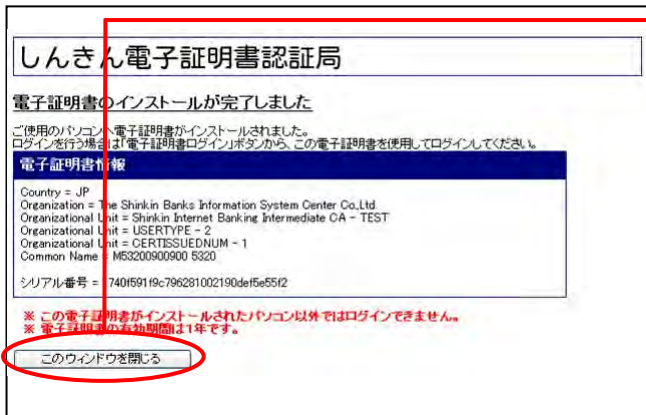 しんきん電子証明書認証局
電子証明書のインストールが完了しました
ご使用のパソコンへ電子証明書がインストールされました。
ログインを行う場合は「電子証明書ログイン」ボタンから、この電子証明書を使用してログインしてください。
電子証明書情報
Country = JP
Organization = The Shinkin Banks Information System Center Co.,Ltd.
Organizational Unit = Shinkin Internet Banking Intermediate CA - TEST
Organizational Unit = USERTYPE - 2
Organizational Unit = CERTISSUEDNUM - 1
Common Name = M53200900900 5320
シリアル番号 =
※ この電子証明書がインストールされたパソコン以外ではログインできません。
※ 電子証明書の有効期間は1年です。
このウィンドウを閉じる